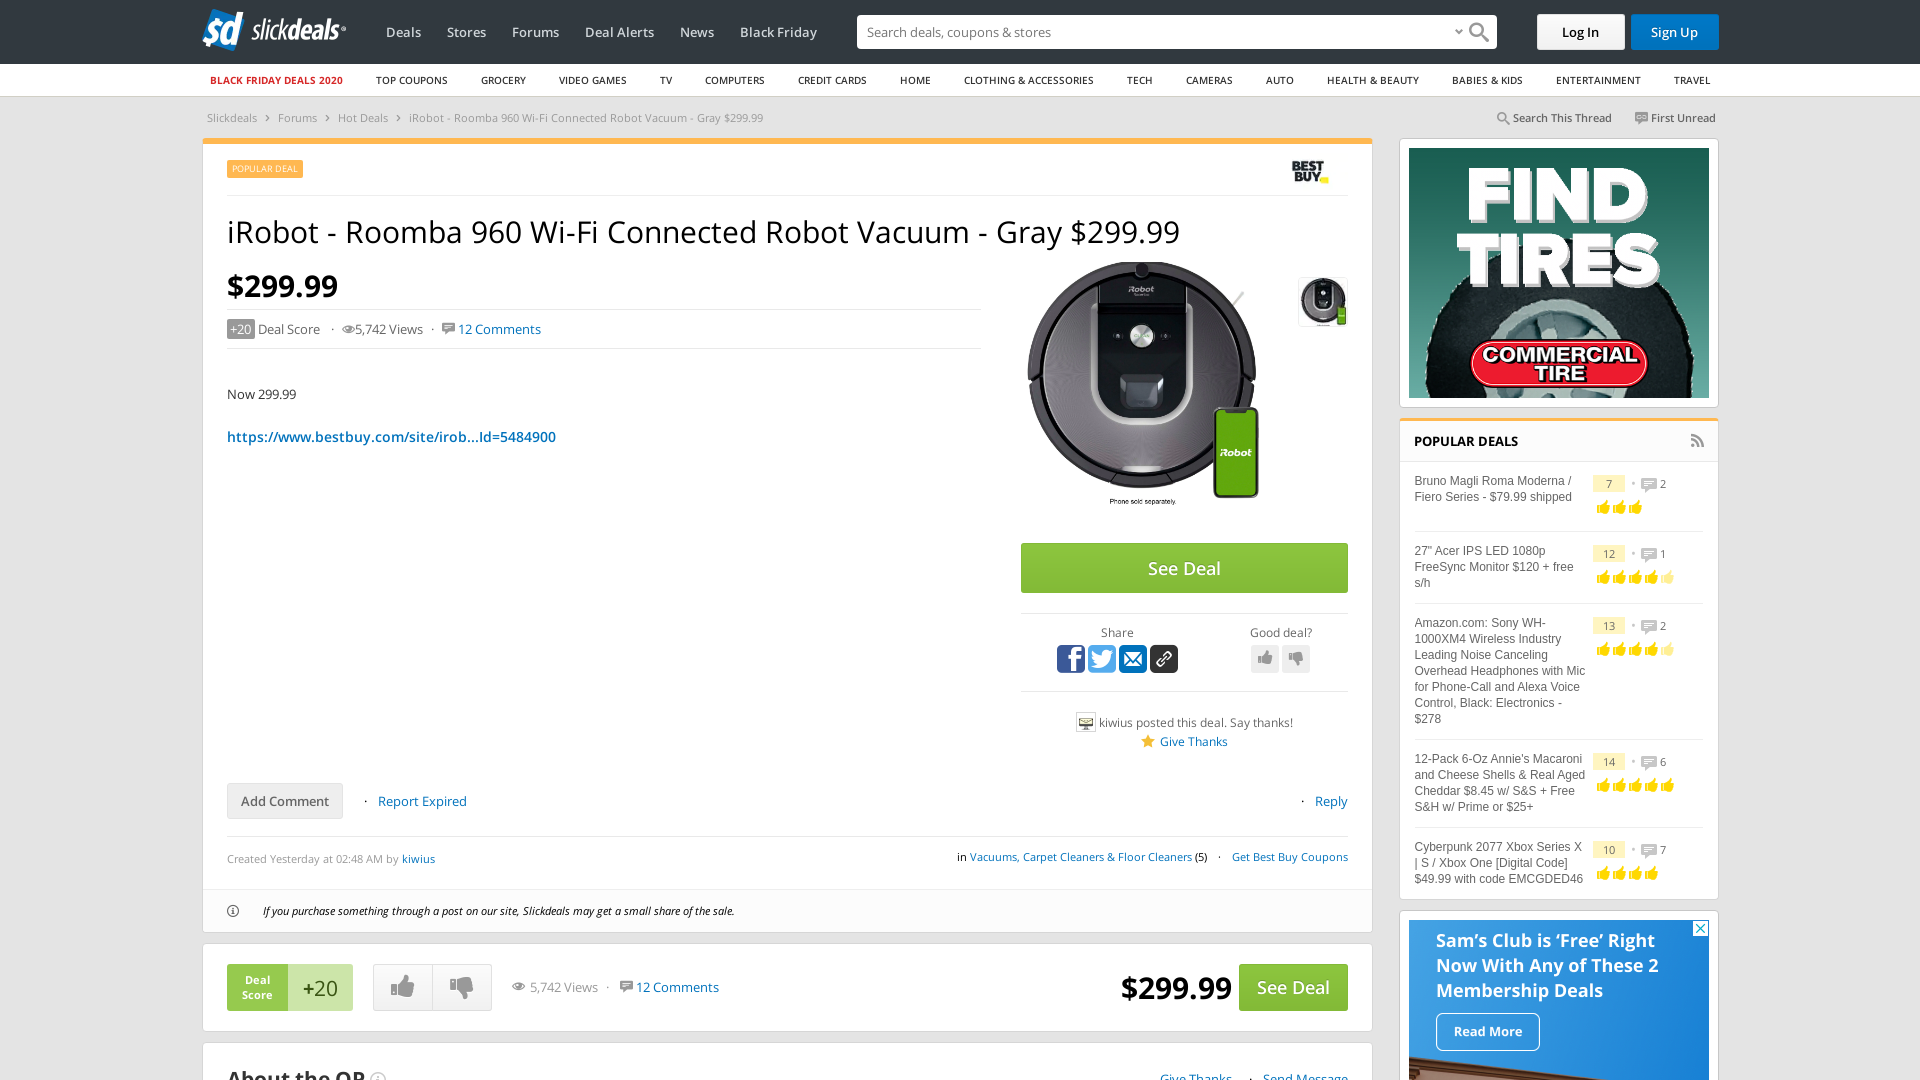 sd slickdeals
Deals Stores Forums Deal Alerts News Black Friday
Search deals, coupons & stores
Log In Sign Up
BLACK FRIDAY DEALS 2020 TOP COUPONS GROCERY VIDEO GAMES TV COMPUTERS CREDIT CARDS HOME CLOTHING & ACCESSORIES TECH CAMERAS AUTO HEALTH & BEAUTY BABIES & KIDS ENTERTAINMENT TRAVEL
Slickdeals › Forums › Hot Deals › iRobot - Roomba 960 Wi-Fi Connected Robot Vacuum - Gray $299.99
Search This Thread First Unread
POPULAR DEAL
BEST
BUY
iRobot - Roomba 960 Wi-Fi Connected Robot Vacuum - Gray $299.99
$299.99
+20 Deal Score · 5,742 Views · 12 Comments
Now 299.99
https://www.bestbuy.com/site/irob...Id=5484900
iRobot
iRobot
Phone sold separately.
See Deal
Share Good deal?
kiwius posted this deal. Say thanks!
Give Thanks
Add Comment · Report Expired · Reply
Created Yesterday at 02:48 AM by kiwius
in Vacuums, Carpet Cleaners & Floor Cleaners (5) · Get Best Buy Coupons
If you purchase something through a post on our site, Slickdeals may get a small share of the sale.
Deal
Score
+20
5,742 Views · 12 Comments
$299.99 See Deal
About the OP
Give Thanks · Send Message
FIND
TIRES
COMMERCIAL
TIRE
POPULAR DEALS
Bruno Magli Roma Moderna /
Fiero Series - $79.99 shipped
7 • 2
27" Acer IPS LED 1080p
FreeSync Monitor $120 + free
s/h
12 • 1
Amazon.com: Sony WH-
1000XM4 Wireless Industry
Leading Noise Canceling
Overhead Headphones with Mic
for Phone-Call and Alexa Voice
Control, Black: Electronics -
$278
13 • 2
12-Pack 6-Oz Annie's Macaroni
and Cheese Shells & Real Aged
Cheddar $8.45 w/ S&S + Free
S&H w/ Prime or $25+
14 • 6
Cyberpunk 2077 Xbox Series X
| S / Xbox One [Digital Code]
$49.99 with code EMCGDED46
10 • 7
Sam's Club is 'Free' Right
Now With Any of These 2
Membership Deals
Read More